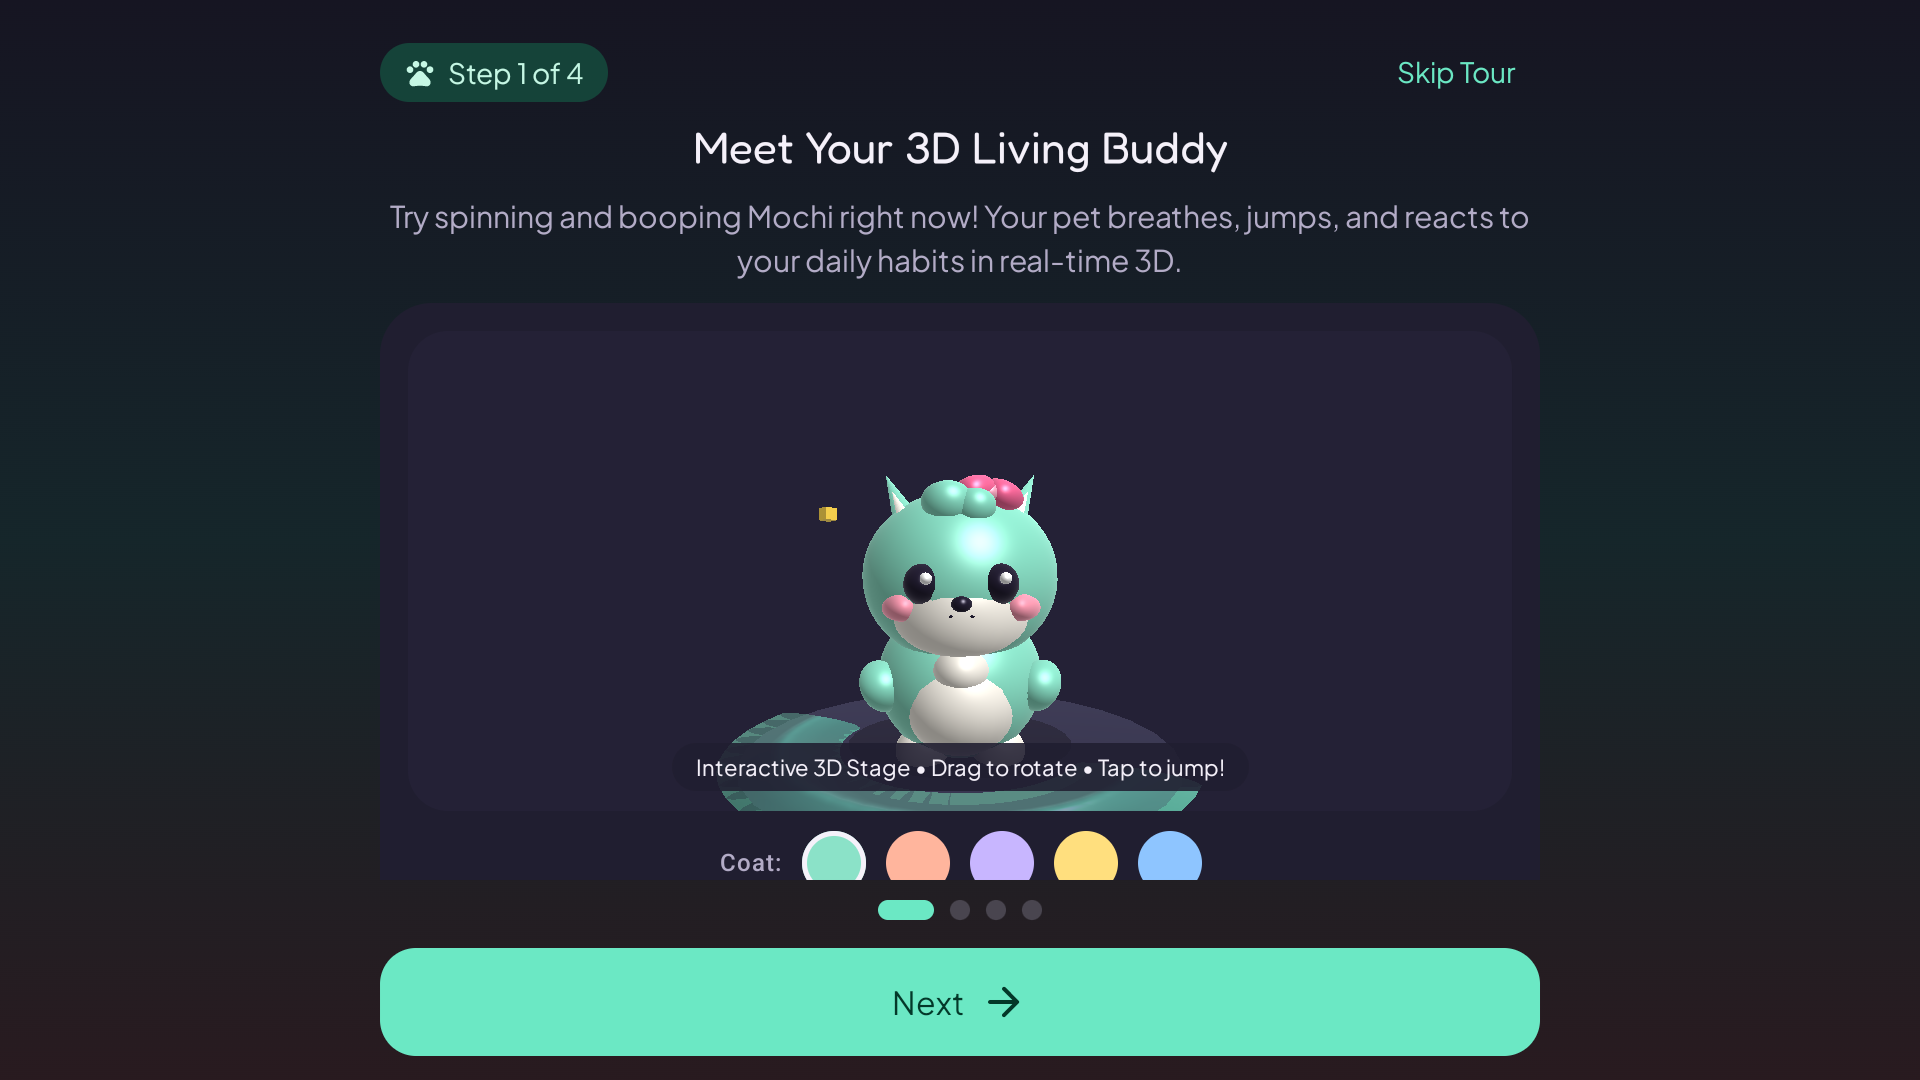 Step 1 of 4
Skip Tour
Meet Your 3D Living Buddy
Try spinning and booping Mochi right now! Your pet breathes, jumps, and reacts to
your daily habits in real-time 3D.
Interactive 3D Stage • Drag to rotate • Tap to jump!
Coat:
Next